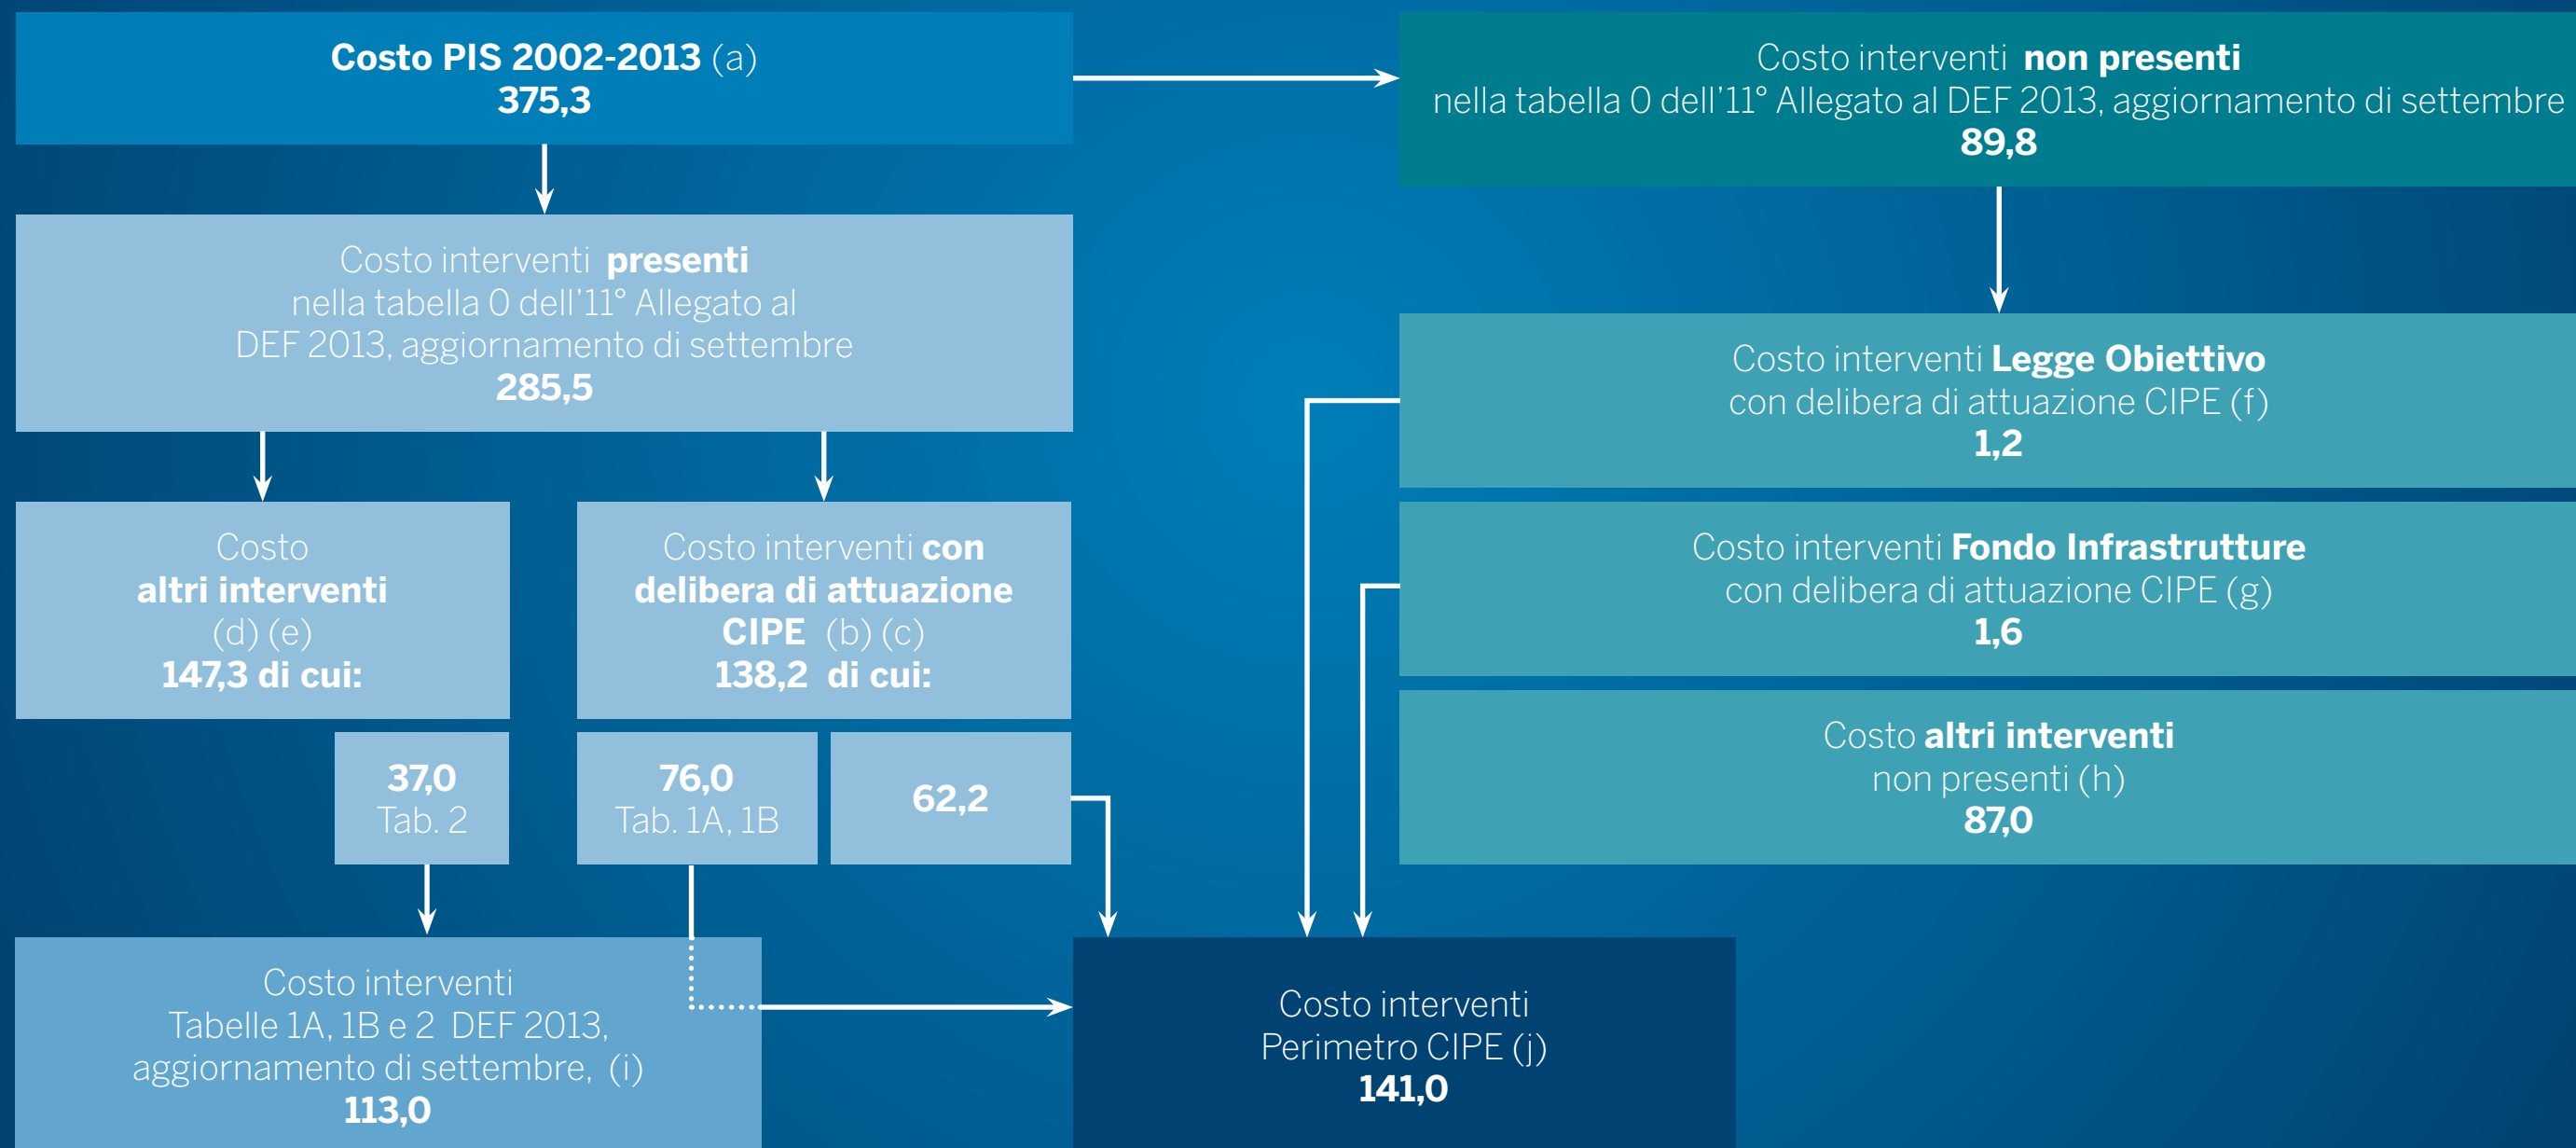 Costo PIS 2002-2013 (a)
375,3
Costo interventi non presenti
nella tabella 0 dell'11° Allegato al DEF 2013, aggiornamento di settembre
89,8
Costo interventi presenti
nella tabella 0 dell'11° Allegato al
DEF 2013, aggiornamento di settembre
285,5
Costo interventi Legge Obiettivo
con delibera di attuazione CIPE (f)
1,2
Costo
altri interventi
(d) (e)
147,3 di cui:
Costo interventi con
delibera di attuazione
CIPE (b) (c)
138,2 di cui:
Costo interventi Fondo Infrastrutture
con delibera di attuazione CIPE (g)
1,6
37,0
Tab. 2
76,0
Tab. 1A, 1B
62,2
Costo altri interventi
non presenti (h)
87,0
Costo interventi
Tabelle 1A, 1B e 2 DEF 2013,
aggiornamento di settembre, (i)
113,0
Costo interventi
Perimetro CIPE (j)
141,0